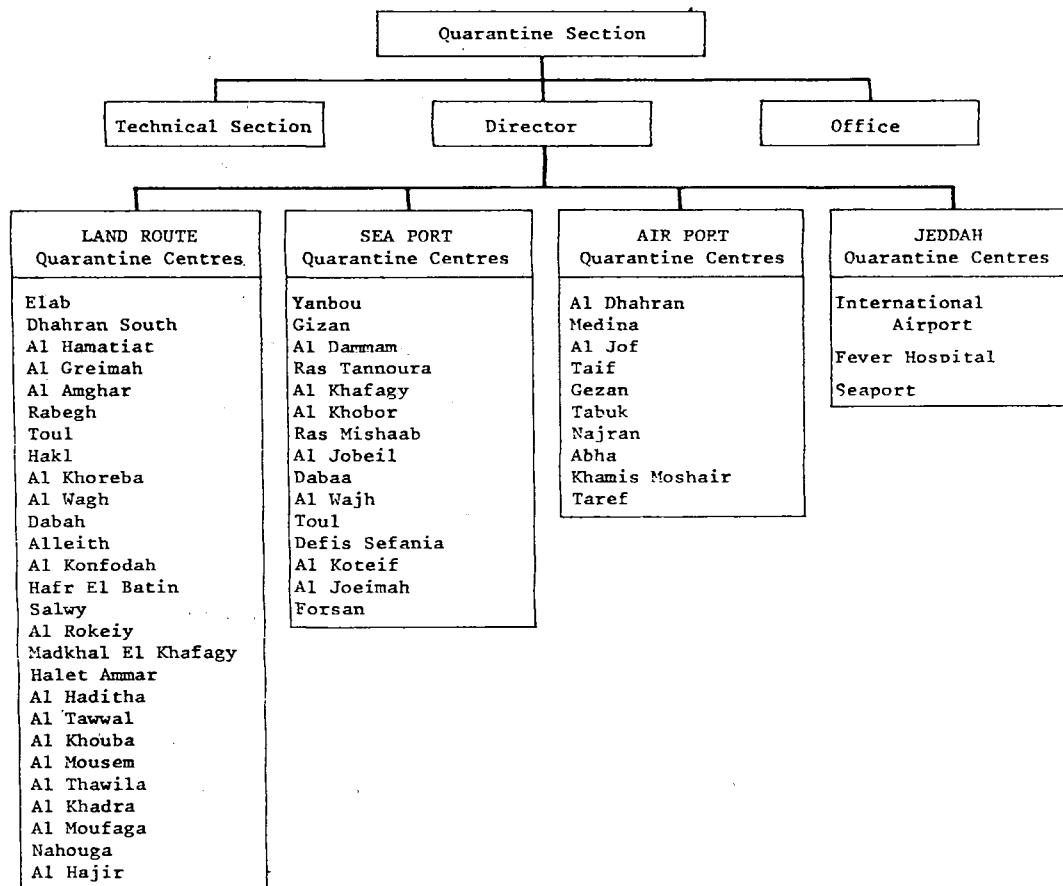 Quarantine Section
Technical Section
Director
Office
LAND ROUTE
Quarantine Centres
Elab
Dhahran South
Al Hamatiat
Al Greimah
Al Amghar
Rabegh
Toul
Hakl
Al Khoreba
Al Wagh
Dabah
Alleith
Al Konfodah
Hafr El Batin
Salwy
Al Rokeiy
Madkhal El Khafagy
Halet Ammar
Al Haditha
Al Tawwal
Al Khouba
Al Mousem
Al Thawila
Al Khadra
Al Moufaga
Nahouga
Al Hajir
SEA PORT
Quarantine Centres
Yanbou
Gizan
Al Dammam
Ras Tannoura
Al Khafagy
Al Khobor
Ras Mishaab
Al Jobeil
Dabaa
Al Wajh
Toul
Defis Sefania
Al Koteif
Al Joeimah
Forsan
AIR PORT
Quarantine Centres
Al Dhahran
Medina
Al Jof
Taif
Gezan
Tabuk
Najran
Abha
Khamis Moshair
Taref
JEDDAH
Quarantine Centres
International
Airport
Fever Hospital
Seaport